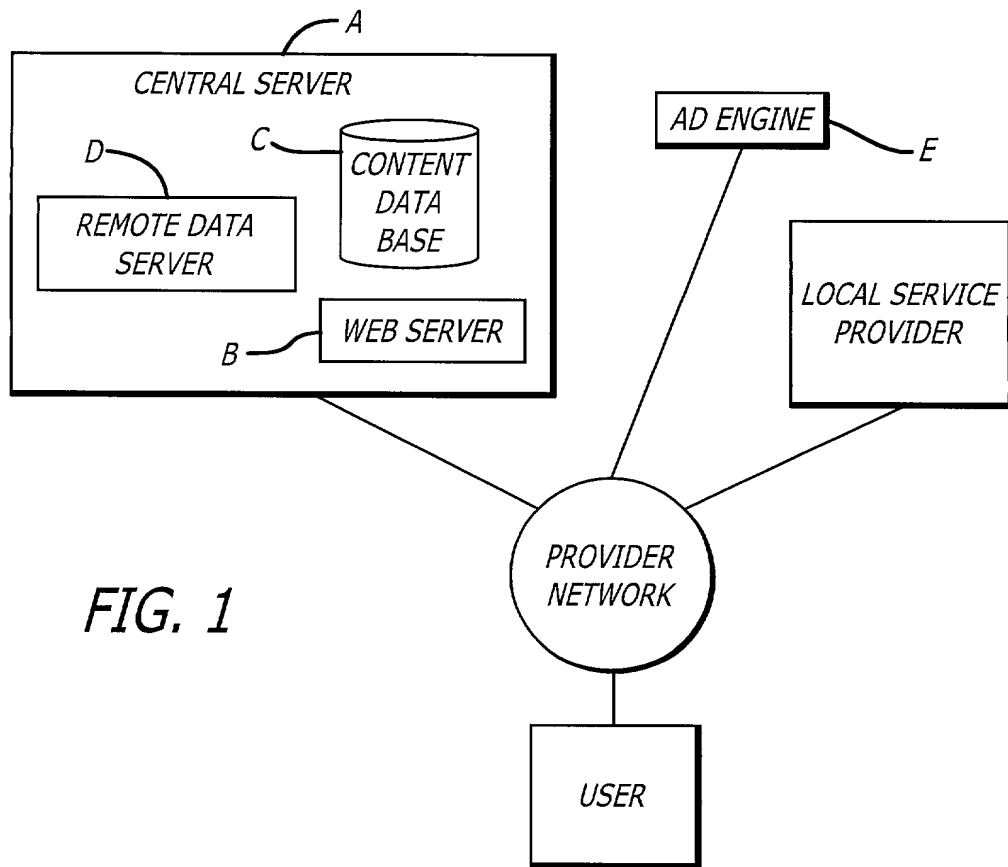 A
CENTRAL SERVER
C
CONTENT
DATA
BASE
D
REMOTE DATA
SERVER
B
WEB SERVER
AD ENGINE
E
LOCAL SERVICE
PROVIDER
PROVIDER
NETWORK
FIG. 1
USER